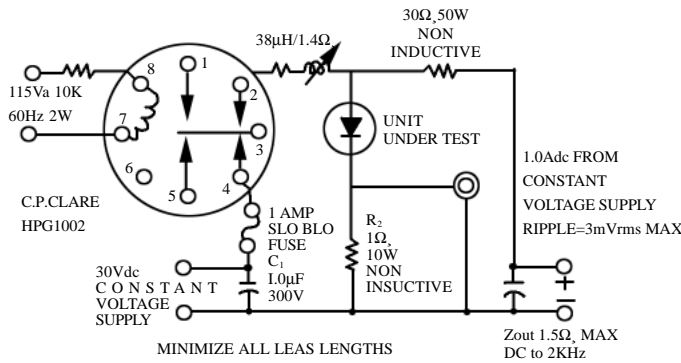 30Ω,50W
NON
INDUCTIVE
38μH/1.4Ω
8
1
2
115Va 10K
60Hz 2W
7
3
UNIT
UNDER TEST
6
5
4
1.0Adc FROM
CONSTANT
VOLTAGE SUPPLY
RIPPLE=3mVrms MAX
C.P.CLARE
HPG1002
1 AMP
SLO BLO
FUSE
R2
1Ω,
10W
NON
INSUCTIVE
C1
I.0μF
300V
30Vdc
CONSTANT
VOLTAGE
SUPPLY
+
−
Zout 1.5Ω, MAX
DC to 2KHz
MINIMIZE ALL LEAS LENGTHS